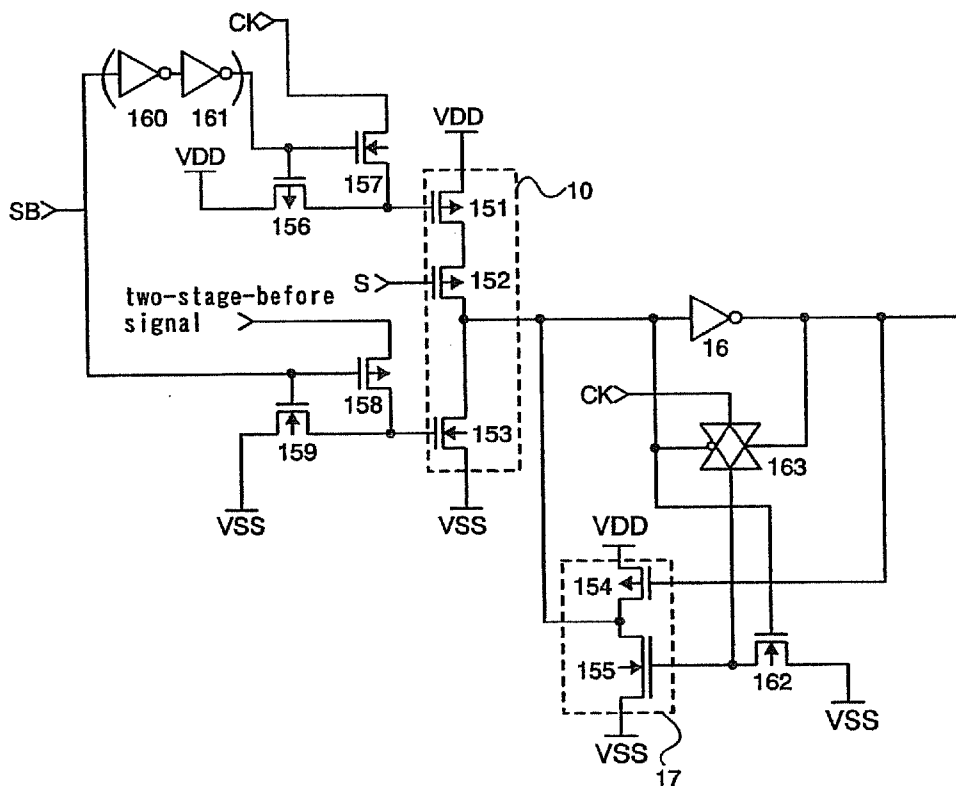 CK
160
161
VDD
157
VDD
10
151
156
SB
S
152
two-stage-before
signal
16
158
CK
153
159
163
VSS
VSS
VDD
154
155
162
VSS
VSS
17